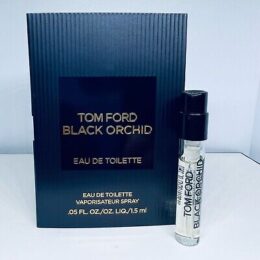 TOM FORD
BLACK ORCHID
EAU DE TOILETTE
EAU DE TOILETTE
VAPORISATEUR SPRAY
.05 FL. OZ./OZ. LIQ./1.5 ml
TOM FORD
BLACK ORCHID